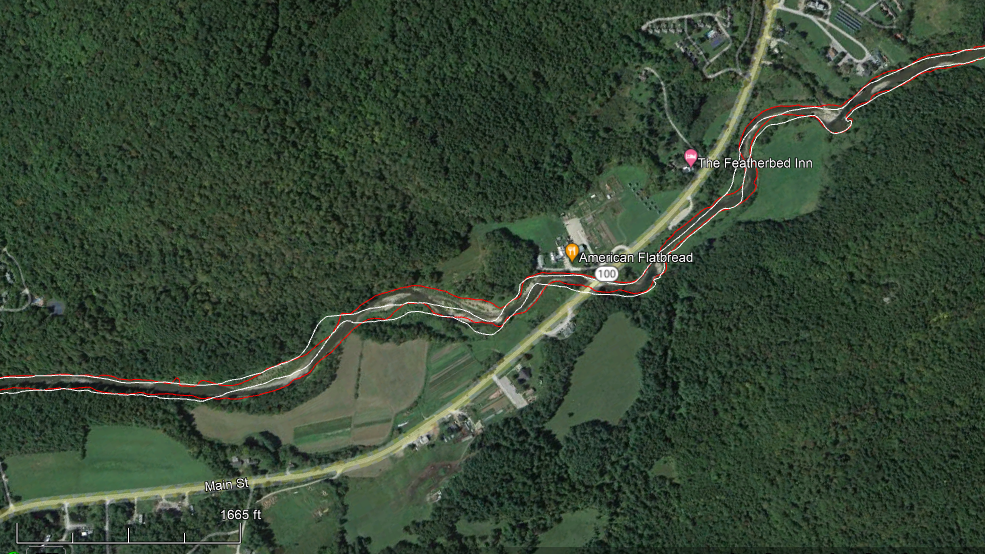 The Featherbed Inn
American Flatbread
100
Main St
1665 ft